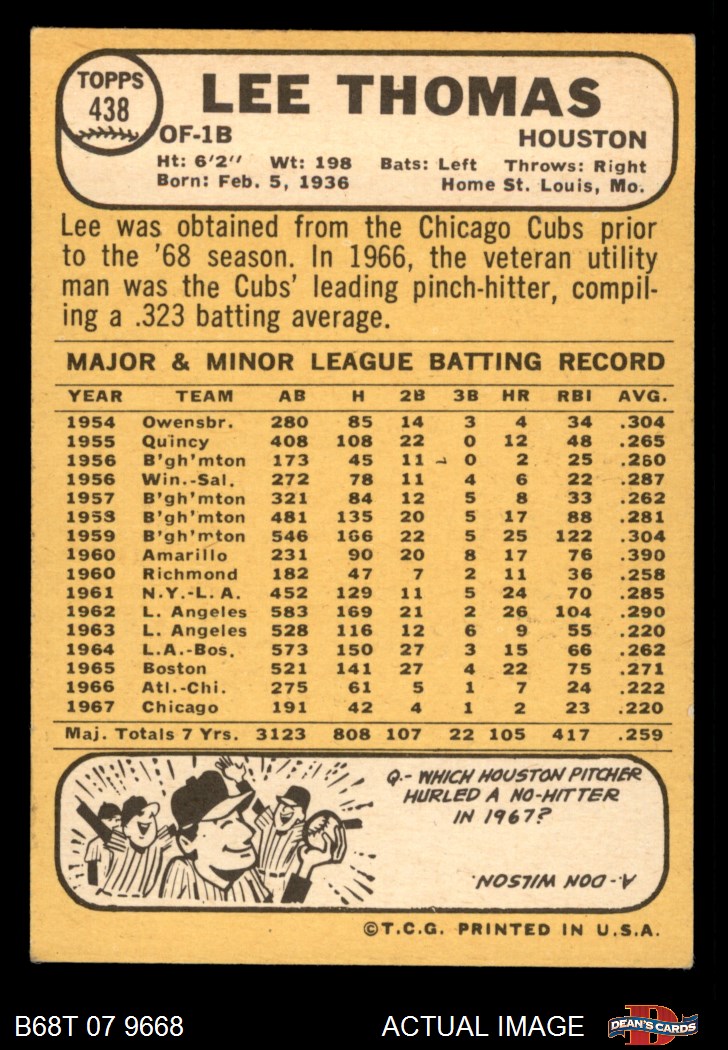 TOPPS
438
LEE THOMAS
OF-1B HOUSTON
Ht: 6'2" Wt: 198 Bats: Left Throws: Right
Born: Feb. 5, 1936 Home St. Louis, Mo.
Lee was obtained from the Chicago Cubs prior
to the '68 season. In 1966, the veteran utility
man was the Cubs' leading pinch-hitter, compil-
ing a .323 batting average.
MAJOR & MINOR LEAGUE BATTING RECORD
YEAR TEAM AB H 2B 3B HR RBI AVG.
1954 Owensbr. 280 85 14 3 4 34 .304
1955 Quincy 408 108 22 0 12 48 .265
1956 B'gh'mton 173 45 11 0 2 25 .260
1956 Win.-Sal. 272 78 11 4 6 22 .287
1957 B'gh'mton 321 84 12 5 8 33 .262
1958 B'gh'mton 481 135 20 5 17 88 .281
1959 B'gh'mton 546 166 22 5 25 122 .304
1960 Amarillo 231 90 20 8 17 76 .390
1960 Richmond 182 47 7 2 11 36 .258
1961 N.Y.-L. A. 452 129 11 5 24 70 .285
1962 L. Angeles 583 169 21 2 26 104 .290
1963 L. Angeles 528 116 12 6 9 55 .220
1964 L.A.-Bos. 573 150 27 3 15 66 .262
1965 Boston 521 141 27 4 22 75 .271
1966 Atl.-Chi. 275 61 5 1 7 24 .222
1967 Chicago 191 42 4 1 2 23 .220
Maj. Totals 7 Yrs. 3123 808 107 22 105 417 .259
Q.- WHICH HOUSTON PITCHER
HURLED A NO-HITTER
IN 1967?
A.- DON WILSON.
©T.C.G. PRINTED IN U.S.A.
B68T 07 9668 ACTUAL IMAGE
DEAN'S CARDS